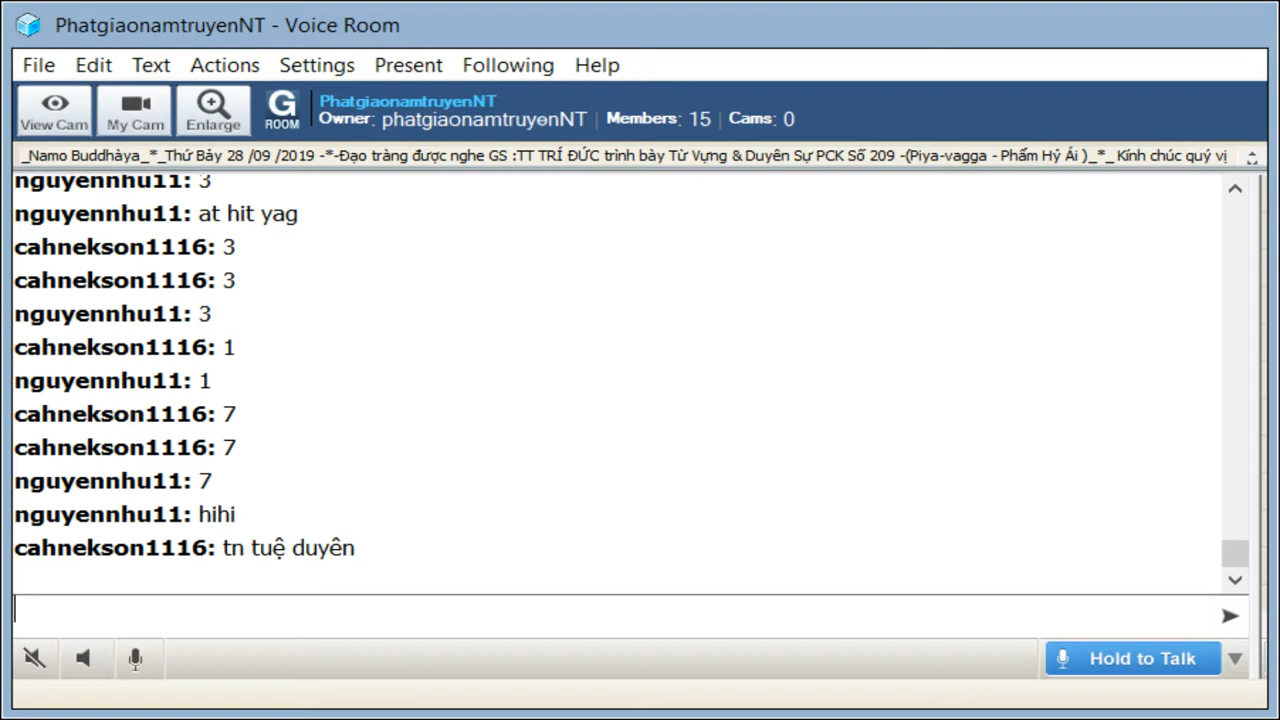 PhatgiaonamtruyenNT - Voice Room
File Edit Text Actions Settings Present Following Help
View Cam My Cam Enlarge G ROOM
PhatgiaonamtruyenNT
Owner: phatgiaonamtruyenNT | Members: 15 | Cams: 0
_Namo Buddhàya_*_Thứ Bảy 28 /09 /2019 -*-Đạo tràng được nghe GS :TT TRÍ ĐỨC trình bày Từ Vựng & Duyên Sự PCK Số 209 -(Piya-vagga - Phẩm Hỷ Ái )_*_ Kính chúc quý vị
nguyennhu11: 3
nguyennhu11: at hit yag
cahnekson1116: 3
cahnekson1116: 3
nguyennhu11: 3
cahnekson1116: 1
nguyennhu11: 1
cahnekson1116: 7
cahnekson1116: 7
nguyennhu11: 7
nguyennhu11: hihi
cahnekson1116: tn tuệ duyên
Hold to Talk